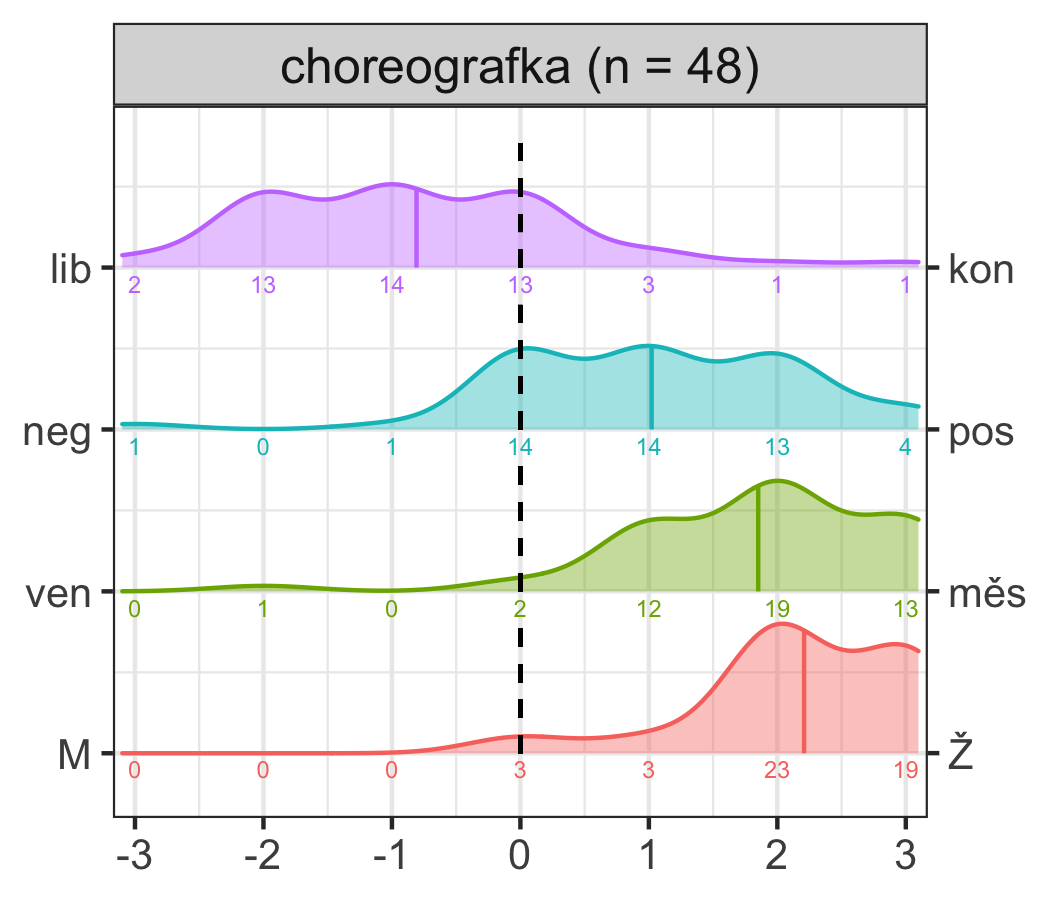 choreografka (n = 48)
lib kon
2 13 14 13 3 1 1
neg pos
1 0 1 14 14 13 4
ven měs
0 1 0 2 12 19 13
M Ž
0 0 0 3 3 23 19
-3 -2 -1 0 1 2 3